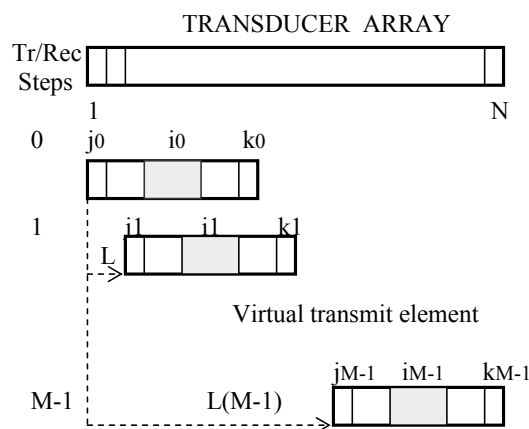 TRANSDUCER ARRAY
Tr/Rec
Steps
1 N
0 j0 i0 k0
1 j1 i1 k1
L
Virtual transmit element
jM-1 iM-1 kM-1
M-1 L(M-1)